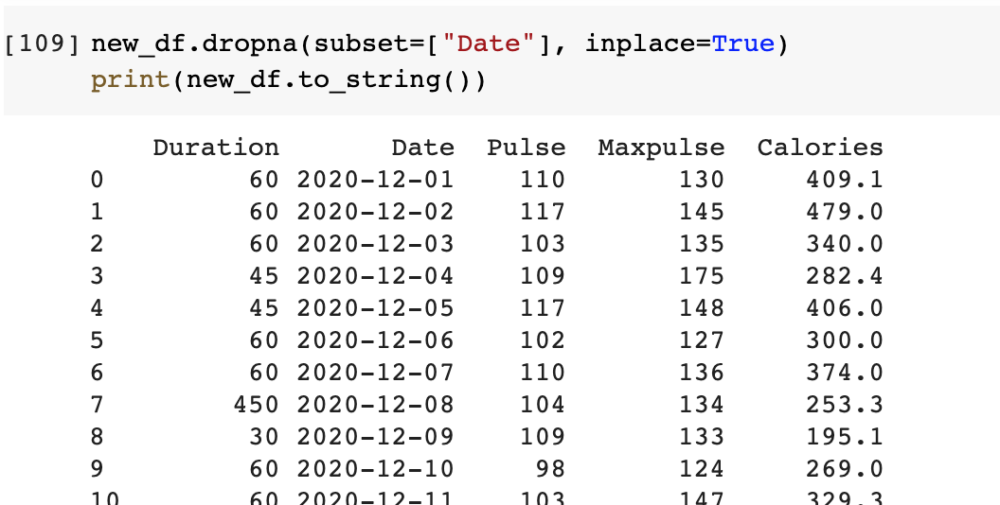 [109] new_df.dropna(subset=["Date"], inplace=True)
print(new_df.to_string())
Duration Date Pulse Maxpulse Calories
0 60 2020-12-01 110 130 409.1
1 60 2020-12-02 117 145 479.0
2 60 2020-12-03 103 135 340.0
3 45 2020-12-04 109 175 282.4
4 45 2020-12-05 117 148 406.0
5 60 2020-12-06 102 127 300.0
6 60 2020-12-07 110 136 374.0
7 450 2020-12-08 104 134 253.3
8 30 2020-12-09 109 133 195.1
9 60 2020-12-10 98 124 269.0
10 60 2020-12-11 103 147 329.3